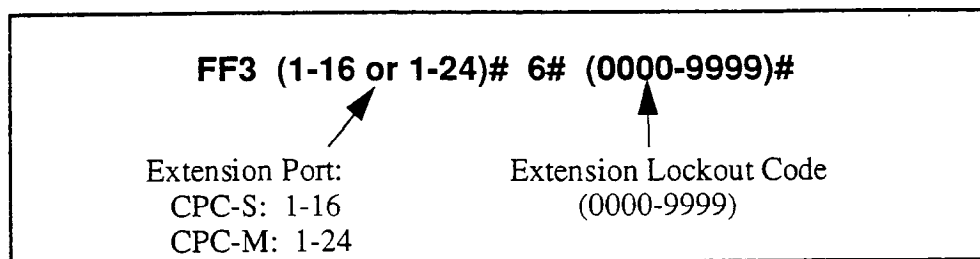 FF3 (1-16 or 1-24)# 6# (0000-9999)#
Extension Port:
CPC-S: 1-16
CPC-M: 1-24
Extension Lockout Code
(0000-9999)